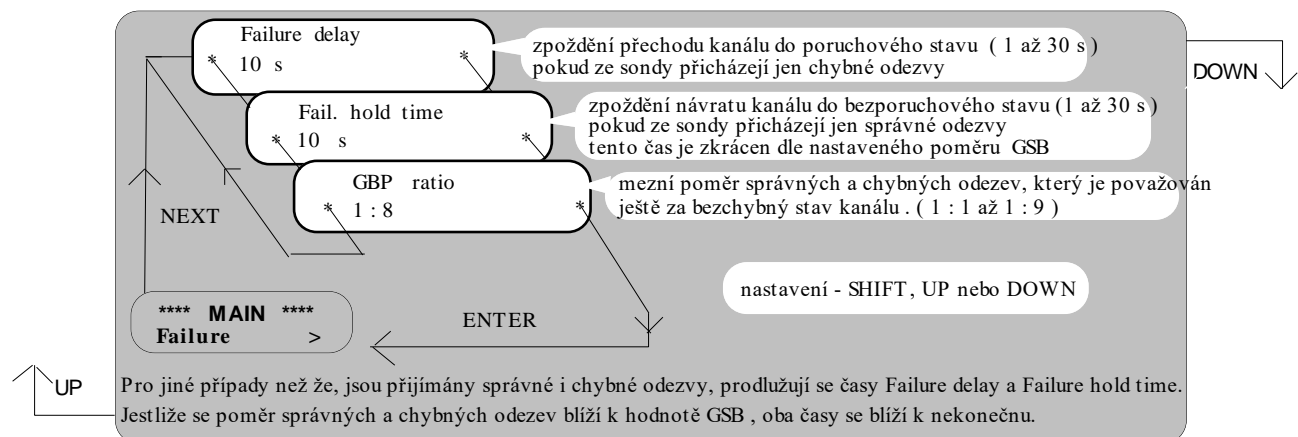 Failure delay
* 10 s *
zpoždění přechodu kanálu do poruchového stavu ( 1 až 30 s )
pokud ze sondy přicházejí jen chybné odezvy
DOWN
Fail. hold time
* 10 s *
zpoždění návratu kanálu do bezporuchového stavu (1 až 30 s )
pokud ze sondy přicházejí jen správné odezvy
tento čas je zkrácen dle nastaveného poměru GSB
GBP ratio
* 1 : 8 *
mezní poměr správných a chybných odezev, který je považován
ještě za bezchybný stav kanálu . ( 1 : 1 až 1 : 9 )
NEXT
nastavení - SHIFT , UP nebo DOWN
**** MAIN ****
Failure >
ENTER
UP
Pro jiné případy než že, jsou přijímány správné i chybné odezvy, prodlužují se časy Failure delay a Failure hold time.
Jestliže se poměr správných a chybných odezev blíží k hodnotě GSB , oba časy se blíží k nekonečnu.